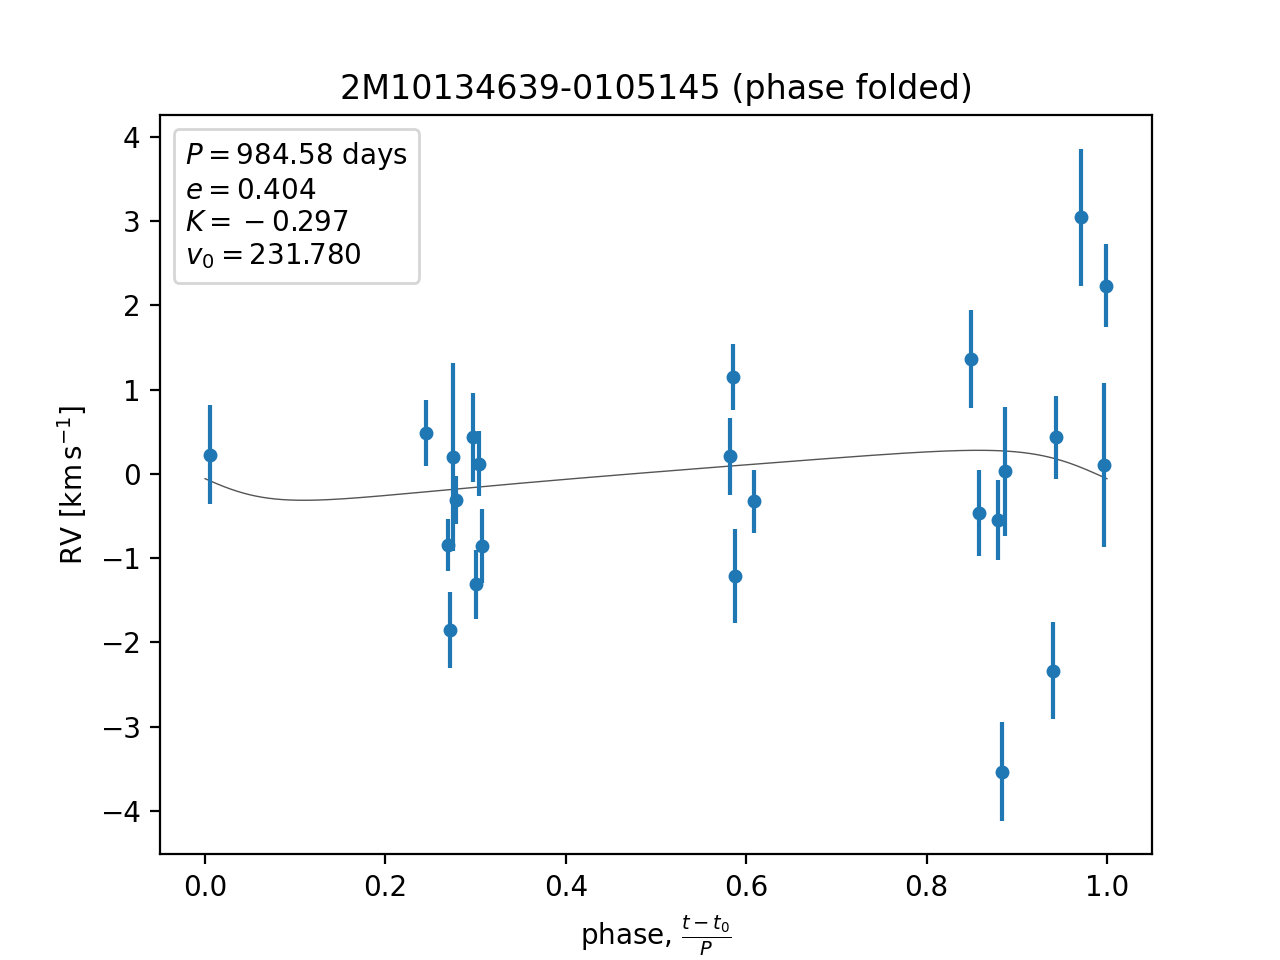 2M10134639-0105145 (phase folded)
P = 984.58 days
e = 0.404
K = −0.297
v₀ = 231.780
4
3
2
1
0
−1
−2
−3
−4
RV [km s⁻¹]
0.0 0.2 0.4 0.6 0.8 1.0
phase, (t − t₀)/P